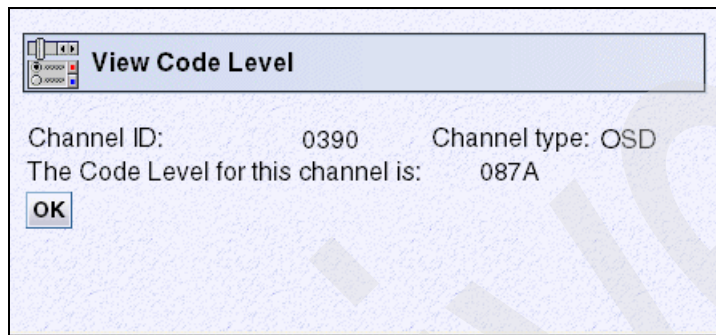 View Code Level
Channel ID: 0390 Channel type: OSD
The Code Level for this channel is: 087A
OK